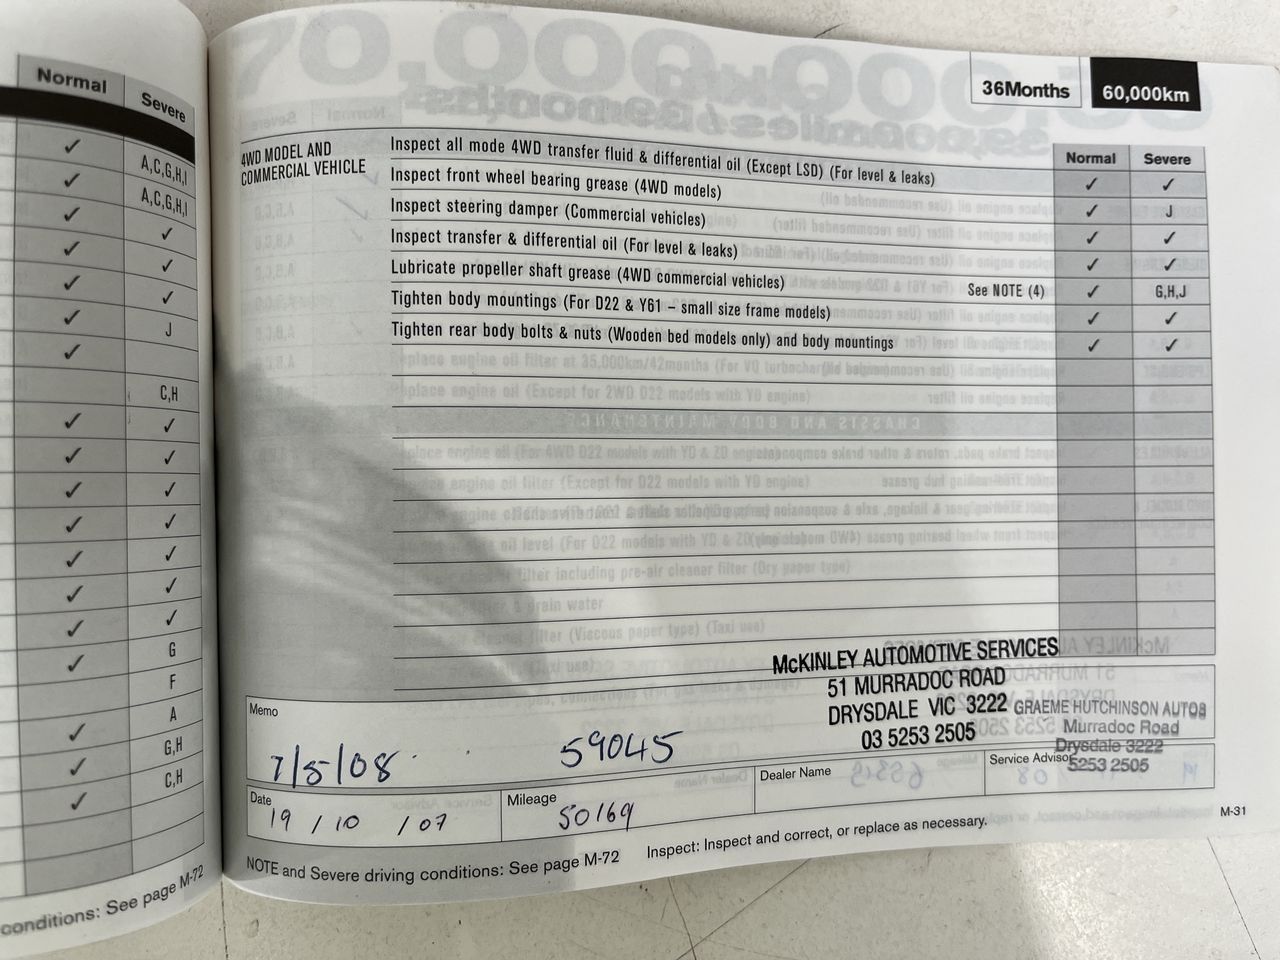 Normal
Severe
✓ A,C,G,H,I
✓ A,C,G,H,I
✓ ✓
✓ ✓
✓ ✓
✓ J
✓
C,H
✓ ✓
✓ ✓
✓ ✓
✓ ✓
✓ ✓
✓ ✓
✓ ✓
✓ G
F
✓ A
✓ G,H
✓ C,H
conditions: See page M-72
36Months 60,000km
Normal Severe
4WD MODEL AND
COMMERCIAL VEHICLE
Inspect all mode 4WD transfer fluid & differential oil (Except LSD) (For level & leaks) ✓ ✓
Inspect front wheel bearing grease (4WD models) ✓ J
Inspect steering damper (Commercial vehicles) ✓ ✓
Inspect transfer & differential oil (For level & leaks) ✓ ✓
Lubricate propeller shaft grease (4WD commercial vehicles) See NOTE (4) ✓ G,H,J
Tighten body mountings (For D22 & Y61 – small size frame models) ✓ ✓
Tighten rear body bolts & nuts (Wooden bed models only) and body mountings ✓ ✓
McKINLEY AUTOMOTIVE SERVICES
51 MURRADOC ROAD
DRYSDALE VIC 3222
03 5253 2505
GRAEME HUTCHINSON AUTOS
Murradoc Road
Drysdale 3222
5253 2505
Memo
7/5/08 59045
Date
19 / 10 / 07
Mileage
50169
Dealer Name
Service Advisor
NOTE and Severe driving conditions: See page M-72
Inspect: Inspect and correct, or replace as necessary.
M-31